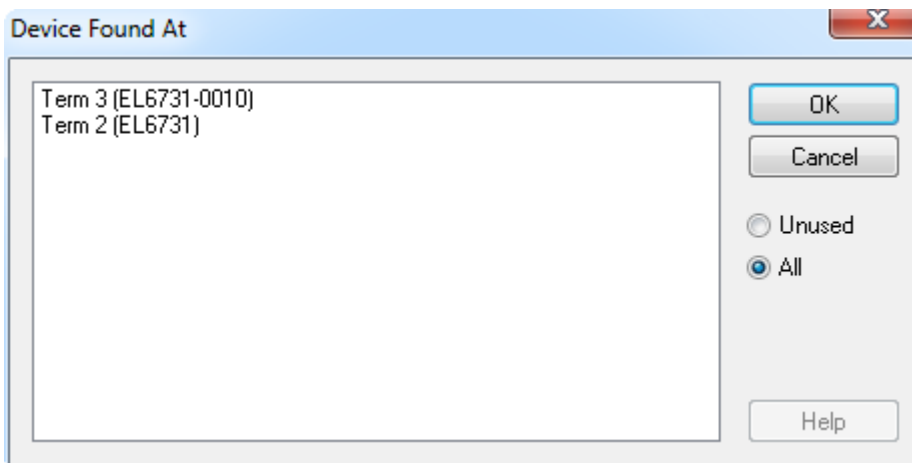 Device Found At
Term 3 (EL6731-0010)
Term 2 (EL6731)
OK
Cancel
Unused
All
Help